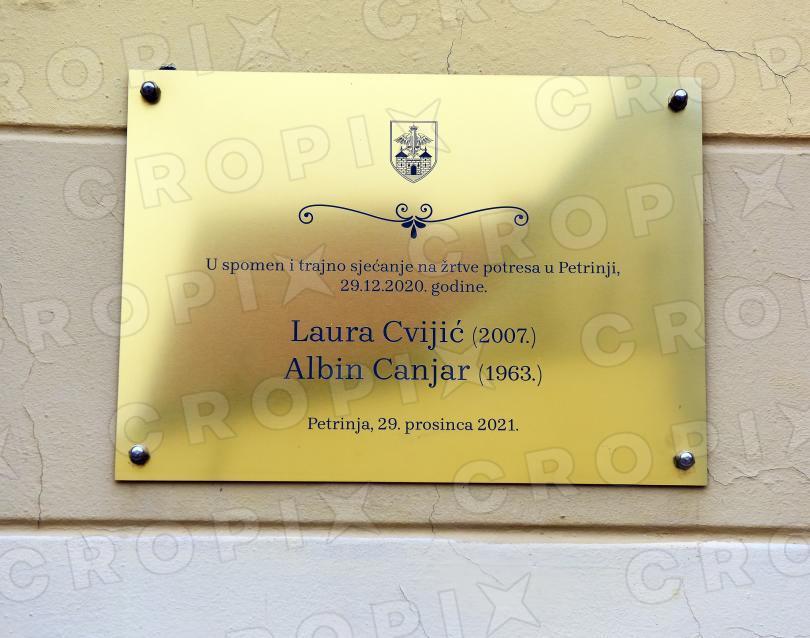 U spomen i trajno sjećanje na žrtve potresa u Petrinji,
29.12.2020. godine.
Laura Cvijić (2007.)
Albin Canjar (1963.)
Petrinja, 29. prosinca 2021.
CROPIX